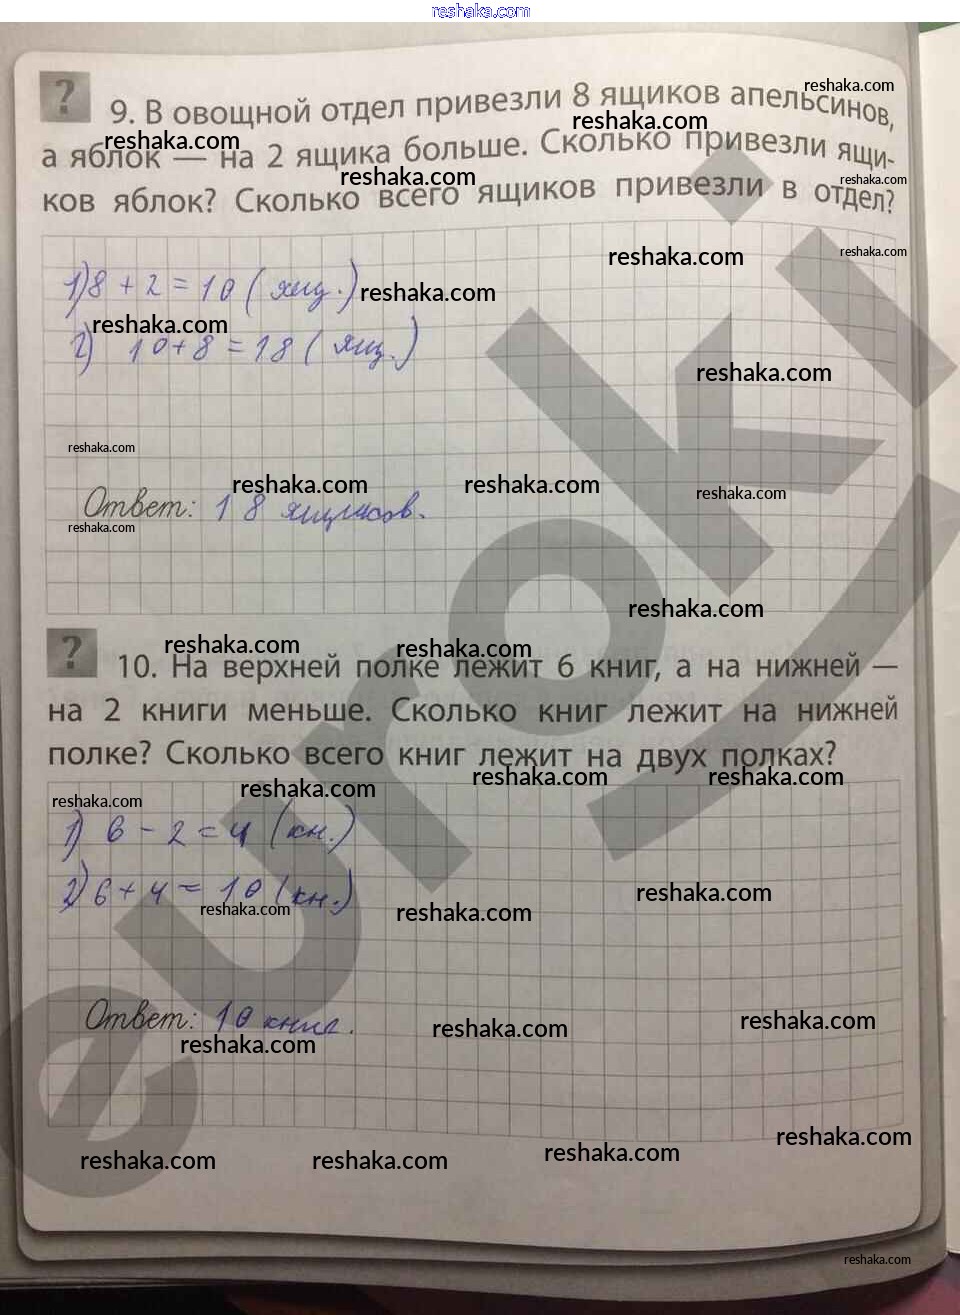 reshaka.com
? 9. В овощной отдел привезли 8 ящиков апельсинов,
а яблок — на 2 ящика больше. Сколько привезли ящи-
ков яблок? Сколько всего ящиков привезли в отдел?
1) 8 + 2 = 10 (ящ.)
2) 10 + 8 = 18 (ящ.)
Ответ: 18 ящиков.
? 10. На верхней полке лежит 6 книг, а на нижней —
на 2 книги меньше. Сколько книг лежит на нижней
полке? Сколько всего книг лежит на двух полках?
1) 6 - 2 = 4 (кн.)
2) 6 + 4 = 10 (кн.)
Ответ: 10 книг.
euroki
reshaka.com